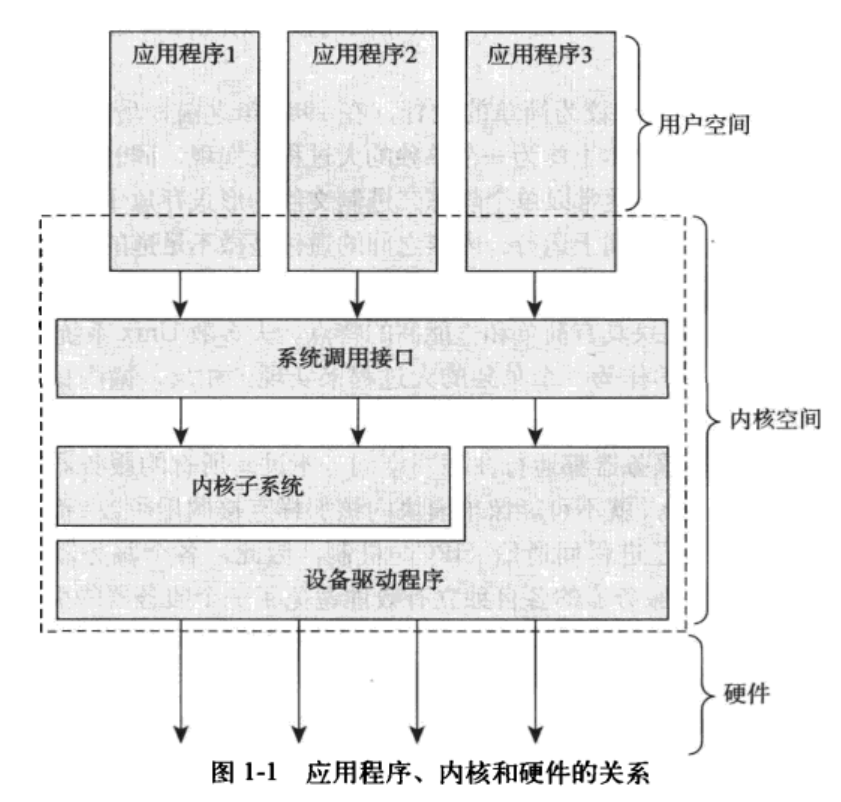 应用程序1 应用程序2 应用程序3
用户空间
系统调用接口
内核空间
内核子系统
设备驱动程序
硬件
图 1-1 应用程序、内核和硬件的关系